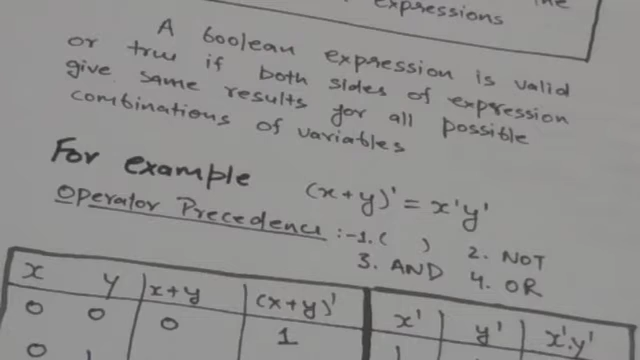 the
expressions
A boolean expression is valid
or true if both sides of expression
give same results for all possible
combinations of variables
For example (x+y)' = x'y'
Operator Precedence :- 1. ( ) 2. NOT
3. AND 4. OR
x y x+y (x+y)' x' y' x'.y'
0 0 0 1
0